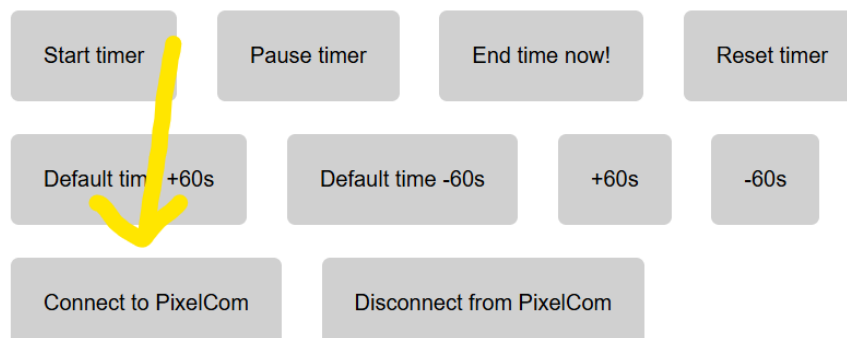 Start timer Pause timer End time now! Reset timer
Default time +60s Default time -60s +60s -60s
Connect to PixelCom Disconnect from PixelCom